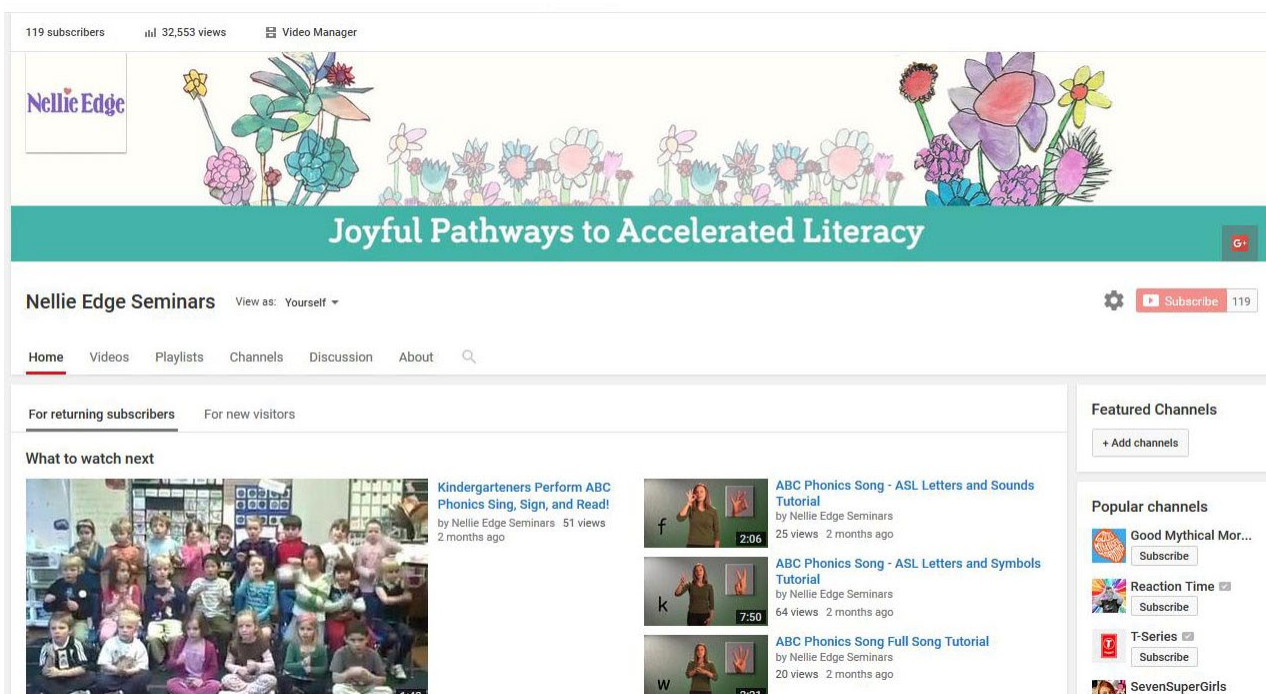 119 subscribers
32,553 views
Video Manager
Nellie Edge
Joyful Pathways to Accelerated Literacy
G+
Nellie Edge Seminars
View as: Yourself
Subscribe 119
Home Videos Playlists Channels Discussion About
For returning subscribers For new visitors
What to watch next
Kindergarteners Perform ABC
Phonics Sing, Sign, and Read!
by Nellie Edge Seminars 51 views
2 months ago
f
2:06
ABC Phonics Song - ASL Letters and Sounds
Tutorial
by Nellie Edge Seminars
25 views 2 months ago
k
7:50
ABC Phonics Song - ASL Letters and Symbols
Tutorial
by Nellie Edge Seminars
64 views 2 months ago
w
ABC Phonics Song Full Song Tutorial
by Nellie Edge Seminars
20 views 2 months ago
Featured Channels
+ Add channels
Popular channels
Good Mythical Mor...
Subscribe
Reaction Time
Subscribe
T-Series
Subscribe
SevenSuperGirls